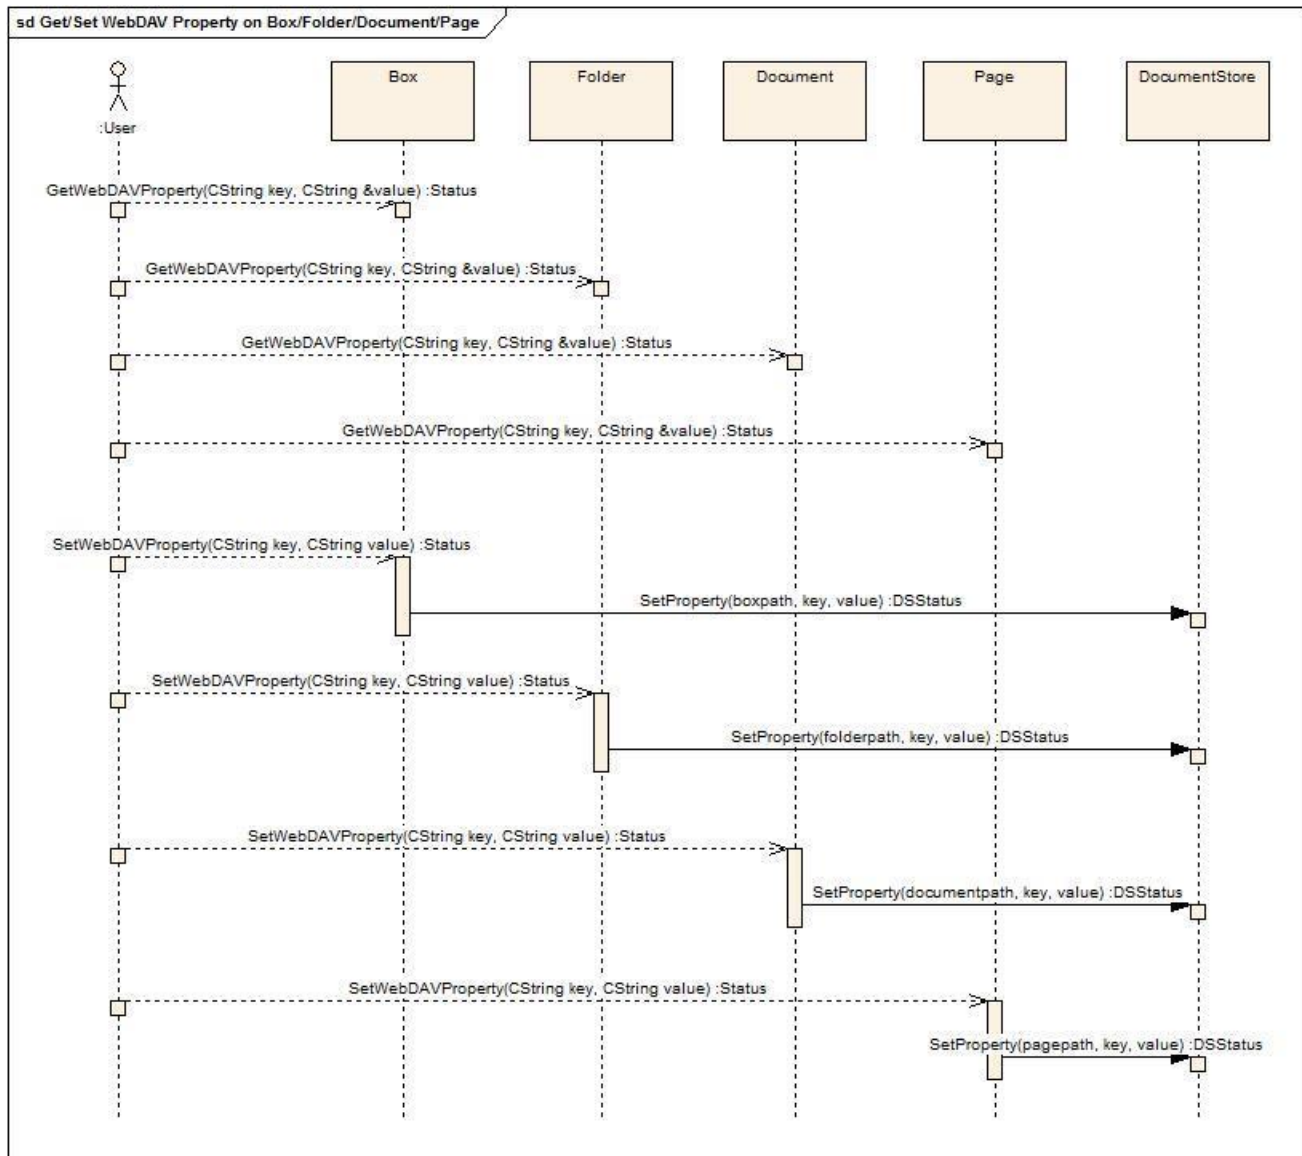 sd Get/Set WebDAV Property on Box/Folder/Document/Page
:User
Box
Folder
Document
Page
DocumentStore
GetWebDAVProperty(CString key, CString &value) :Status
GetWebDAVProperty(CString key, CString &value) :Status
GetWebDAVProperty(CString key, CString &value) :Status
GetWebDAVProperty(CString key, CString &value) :Status
SetWebDAVProperty(CString key, CString value) :Status
SetProperty(boxpath, key, value) :DSStatus
SetWebDAVProperty(CString key, CString value) :Status
SetProperty(folderpath, key, value) :DSStatus
SetWebDAVProperty(CString key, CString value) :Status
SetProperty(documentpath, key, value) :DSStatus
SetWebDAVProperty(CString key, CString value) :Status
SetProperty(pagepath, key, value) :DSStatus